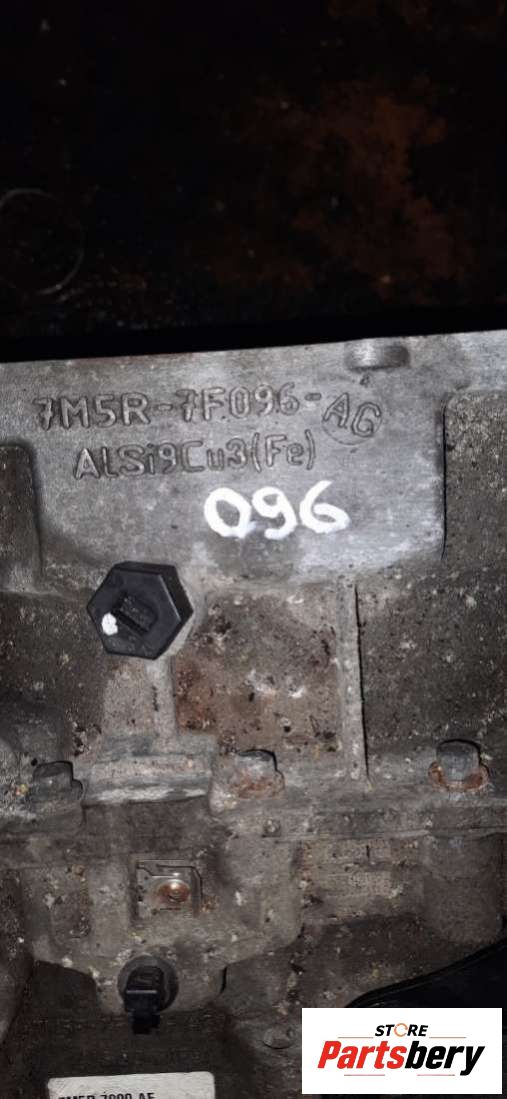 7M5R-7F096-AG
ALSi9Cu3(Fe)
096
STORE
Partsbery